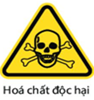 Hoá chất độc hại